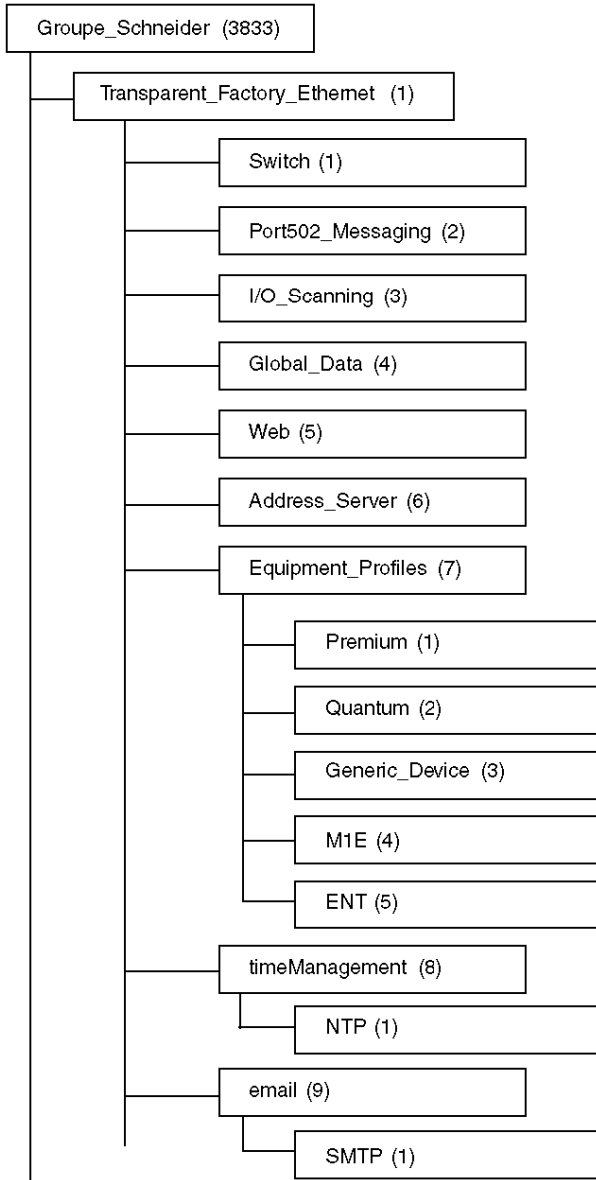 Groupe_Schneider (3833)
Transparent_Factory_Ethernet (1)
Switch (1)
Port502_Messaging (2)
I/O_Scanning (3)
Global_Data (4)
Web (5)
Address_Server (6)
Equipment_Profiles (7)
Premium (1)
Quantum (2)
Generic_Device (3)
M1E (4)
ENT (5)
timeManagement (8)
NTP (1)
email (9)
SMTP (1)